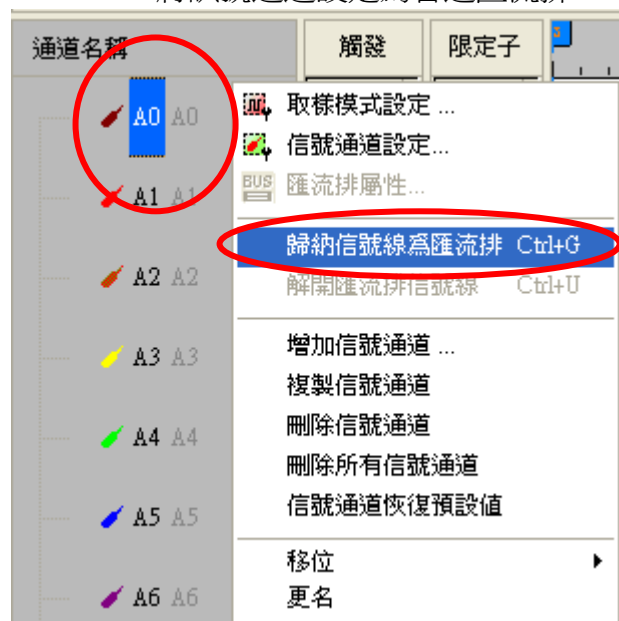 通道名稱 觸發 限定子
A0 A0
A1 A1
A2 A2
A3 A3
A4 A4
A5 A5
A6 A6
取樣模式設定 ...
信號通道設定...
BUS 匯流排屬性...
歸納信號線為匯流排 Ctrl+G
解開匯流排信號線 Ctrl+U
增加信號通道 ...
複製信號通道
刪除信號通道
刪除所有信號通道
信號通道恢復預設值
移位
更名